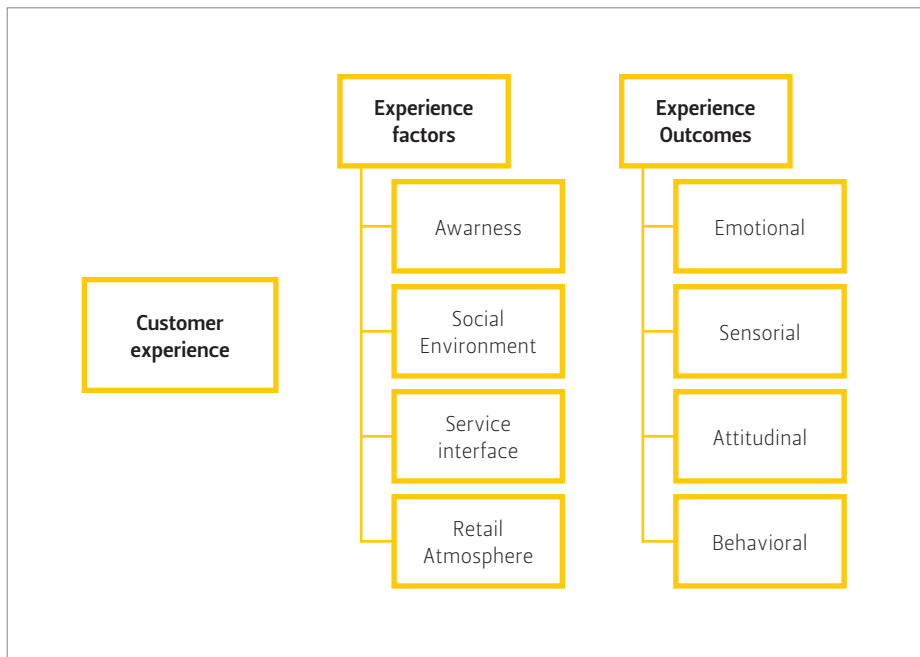 Customer
experience
Experience
factors
Awarness
Social
Environment
Service
interface
Retail
Atmosphere
Experience
Outcomes
Emotional
Sensorial
Attitudinal
Behavioral